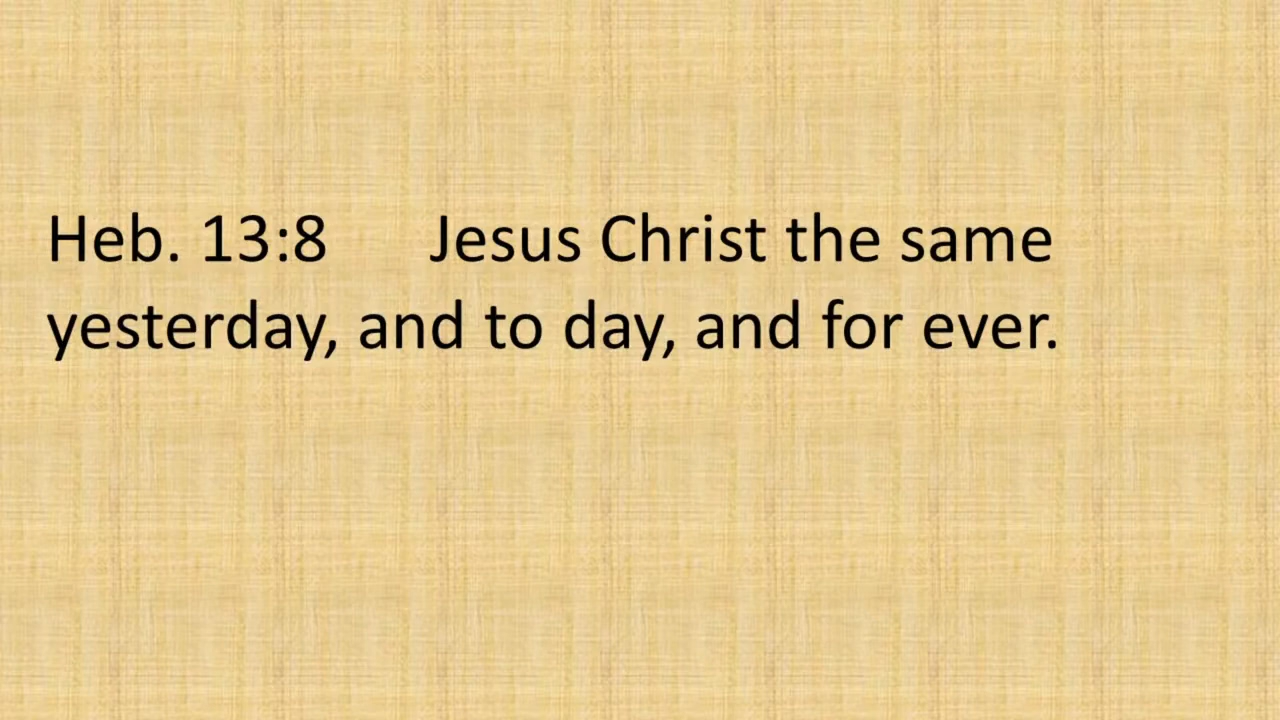 Heb. 13:8 Jesus Christ the same
yesterday, and to day, and for ever.